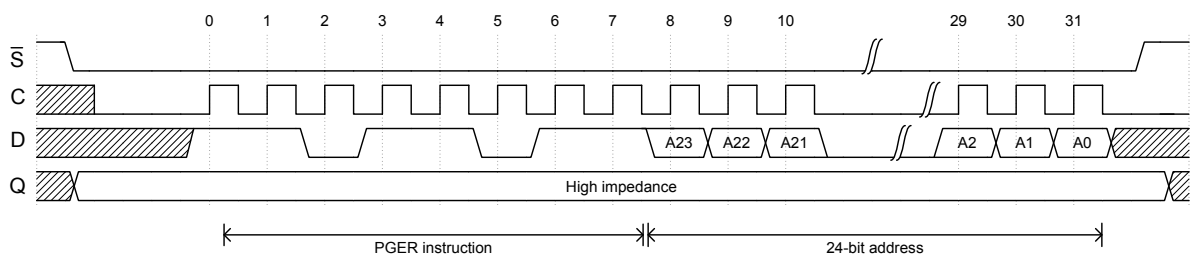 0 1 2 3 4 5 6 7 8 9 10 29 30 31
S̅
C
D A23 A22 A21 A2 A1 A0
Q High impedance
PGER instruction 24-bit address